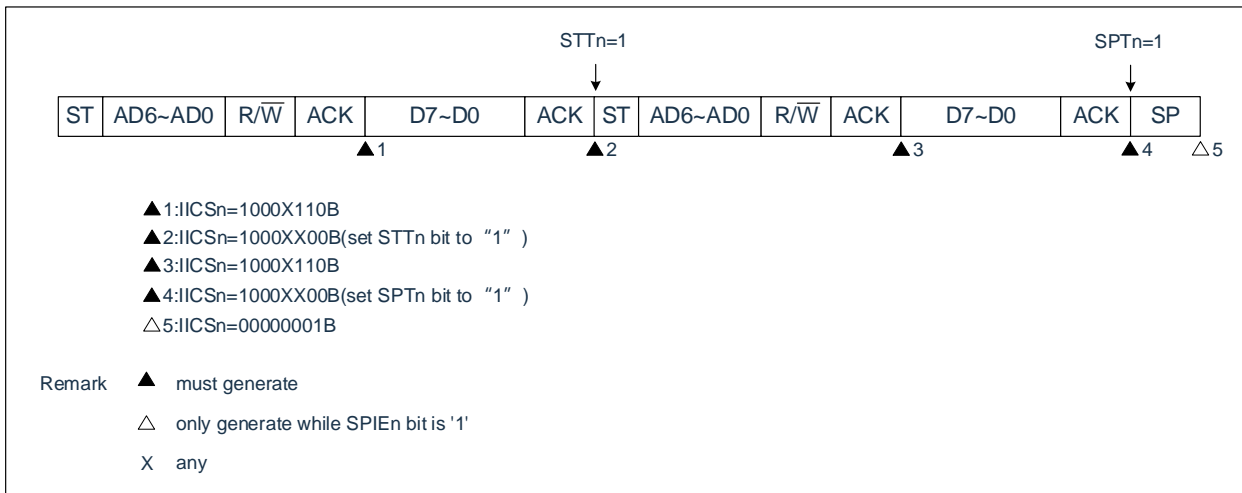 STTn=1 SPTn=1
ST AD6~AD0 R/W̅ ACK D7~D0 ACK ST AD6~AD0 R/W̅ ACK D7~D0 ACK SP
▲1 ▲2 ▲3 ▲4 △5
▲1:IICSn=1000X110B
▲2:IICSn=1000XX00B(set STTn bit to “1”)
▲3:IICSn=1000X110B
▲4:IICSn=1000XX00B(set SPTn bit to “1”)
△5:IICSn=00000001B
Remark ▲ must generate
△ only generate while SPIEn bit is '1'
X any